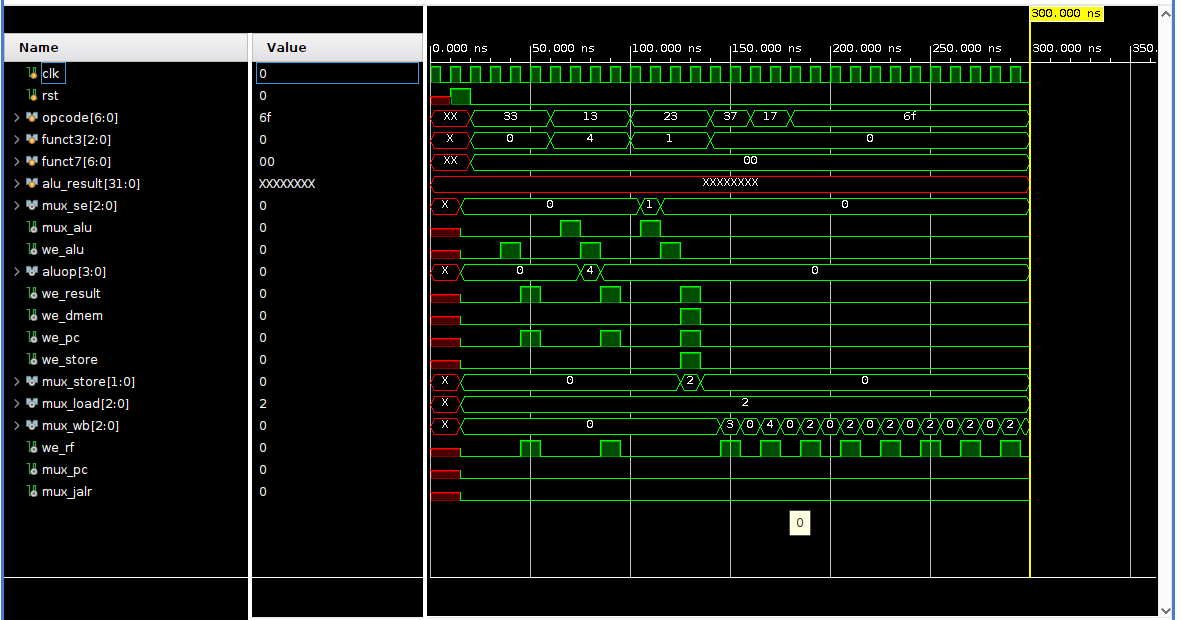 300.000 ns
Name Value
0.000 ns 50.000 ns 100.000 ns 150.000 ns 200.000 ns 250.000 ns 300.000 ns 350.
clk 0
rst 0
opcode[6:0] 6f XX 33 13 23 37 17 6f
funct3[2:0] 0 X 0 4 1 0
funct7[6:0] 00 XX 00
alu_result[31:0] XXXXXXXX XXXXXXXX
mux_se[2:0] 0 X 0 1 0
mux_alu 0
we_alu 0
aluop[3:0] 0 X 0 4 0
we_result 0
we_dmem 0
we_pc 0
we_store 0
mux_store[1:0] 0 X 0 2 0
mux_load[2:0] 2 X 2
mux_wb[2:0] 0 X 0 3 0 4 0 2 0 2 0 2 0 2 0 2 0 2
we_rf 0
mux_pc 0
mux_jalr 0
0